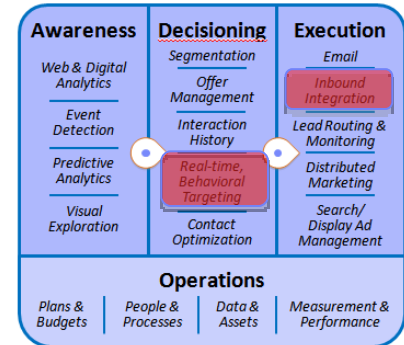 Awareness
Web & Digital
Analytics
Event
Detection
Predictive
Analytics
Visual
Exploration
Decisioning
Segmentation
Offer
Management
Interaction
History
Real-time,
Behavioral
Targeting
Contact
Optimization
Execution
Email
Inbound
Integration
Lead Routing &
Monitoring
Distributed
Marketing
Search/
Display Ad
Management
Operations
Plans &
Budgets
People &
Processes
Data &
Assets
Measurement &
Performance